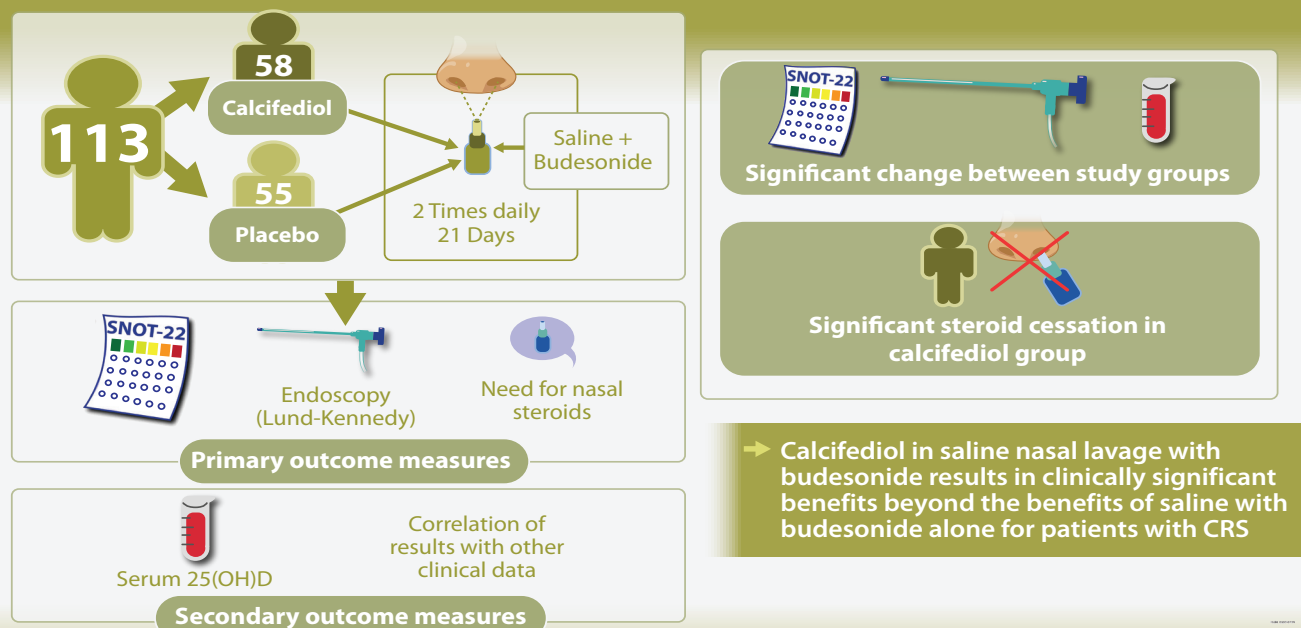 113
58
Calcifediol
55
Placebo
Saline +
Budesonide
2 Times daily
21 Days
SNOT-22
Endoscopy
(Lund-Kennedy)
Need for nasal
steroids
Primary outcome measures
Serum 25(OH)D
Correlation of
results with other
clinical data
Secondary outcome measures
SNOT-22
Significant change between study groups
Significant steroid cessation in
calcifediol group
Calcifediol in saline nasal lavage with
budesonide results in clinically significant
benefits beyond the benefits of saline with
budesonide alone for patients with CRS